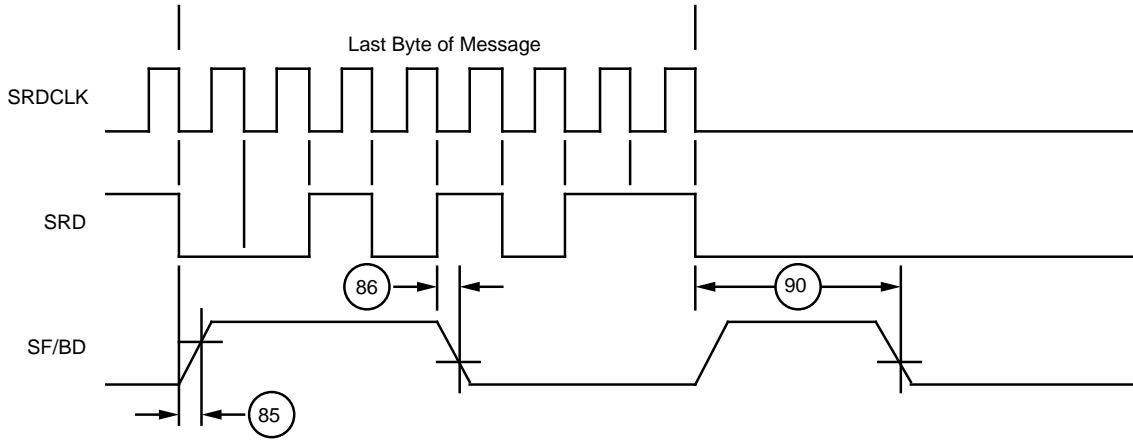 Last Byte of Message
SRDCLK
SRD
86
90
SF/BD
85